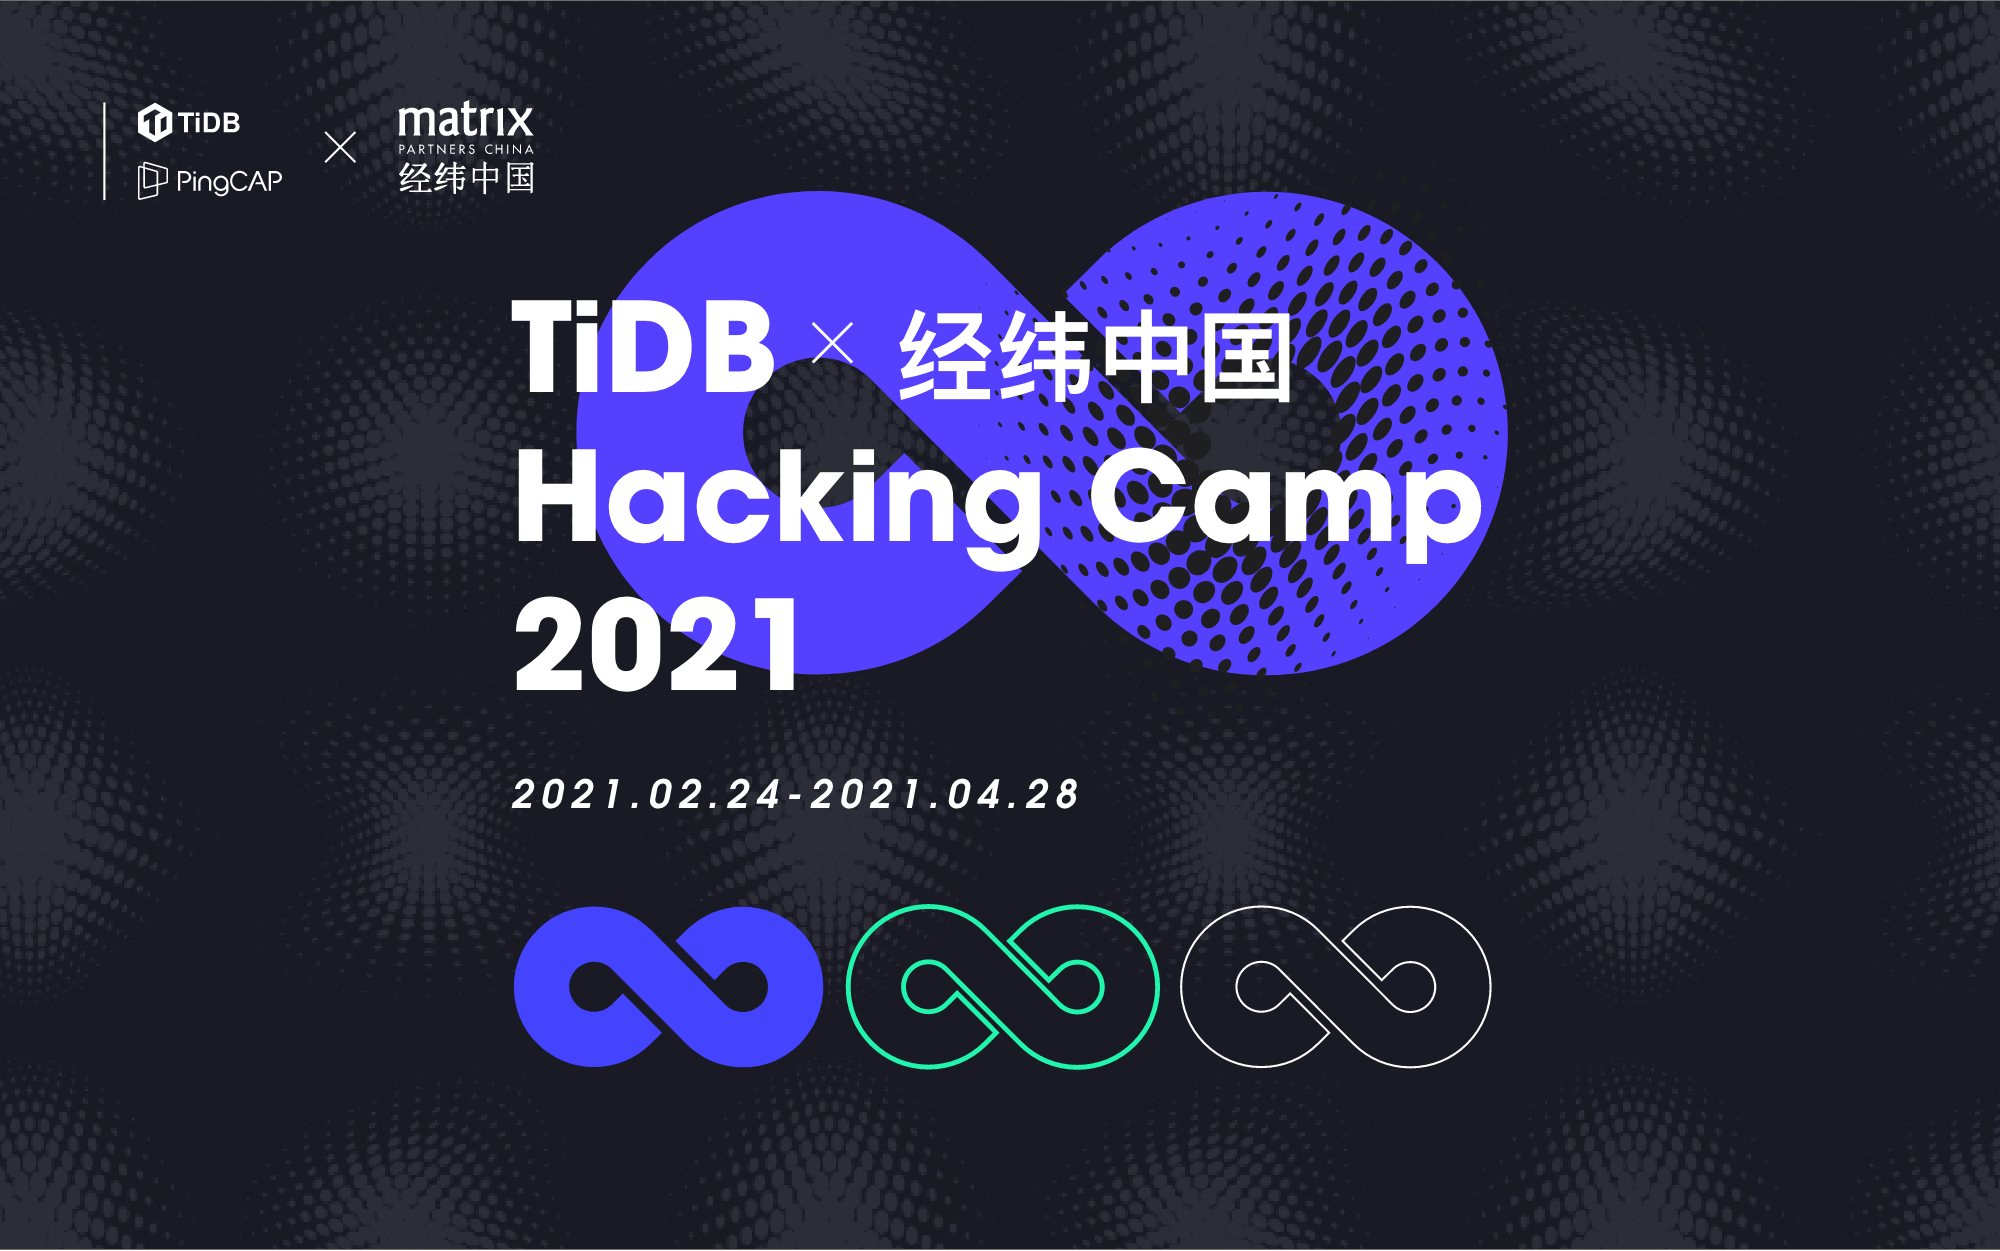 TiDB
PingCAP
matrix
PARTNERS CHINA
经纬中国
TiDB × 经纬中国
Hacking Camp
2021
2021.02.24-2021.04.28